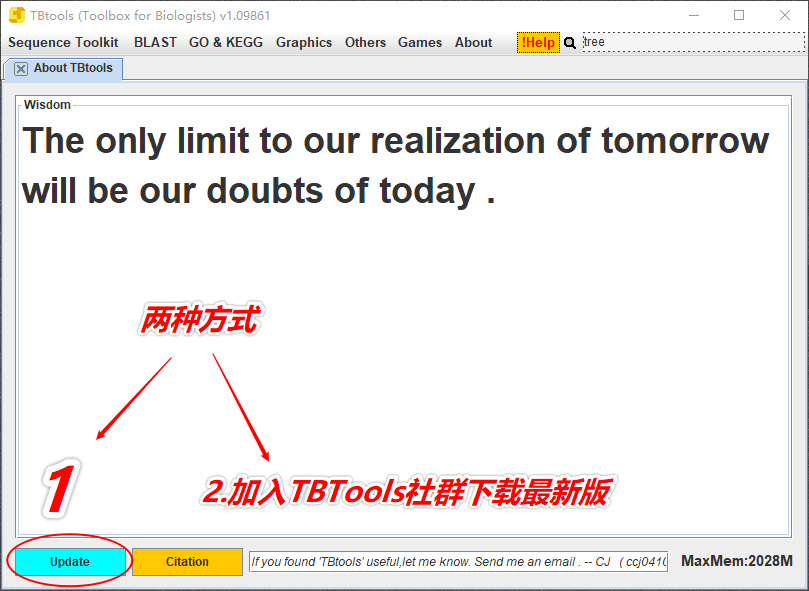 TBtools (Toolbox for Biologists) v1.09861
Sequence Toolkit BLAST GO & KEGG Graphics Others Games About !Help tree
About TBtools
Wisdom
The only limit to our realization of tomorrow
will be our doubts of today .
两种方式
1
2.加入TBTools社群下载最新版
Update Citation If you found 'TBtools' useful,let me know. Send me an email . -- CJ ( ccj041 MaxMem:2028M